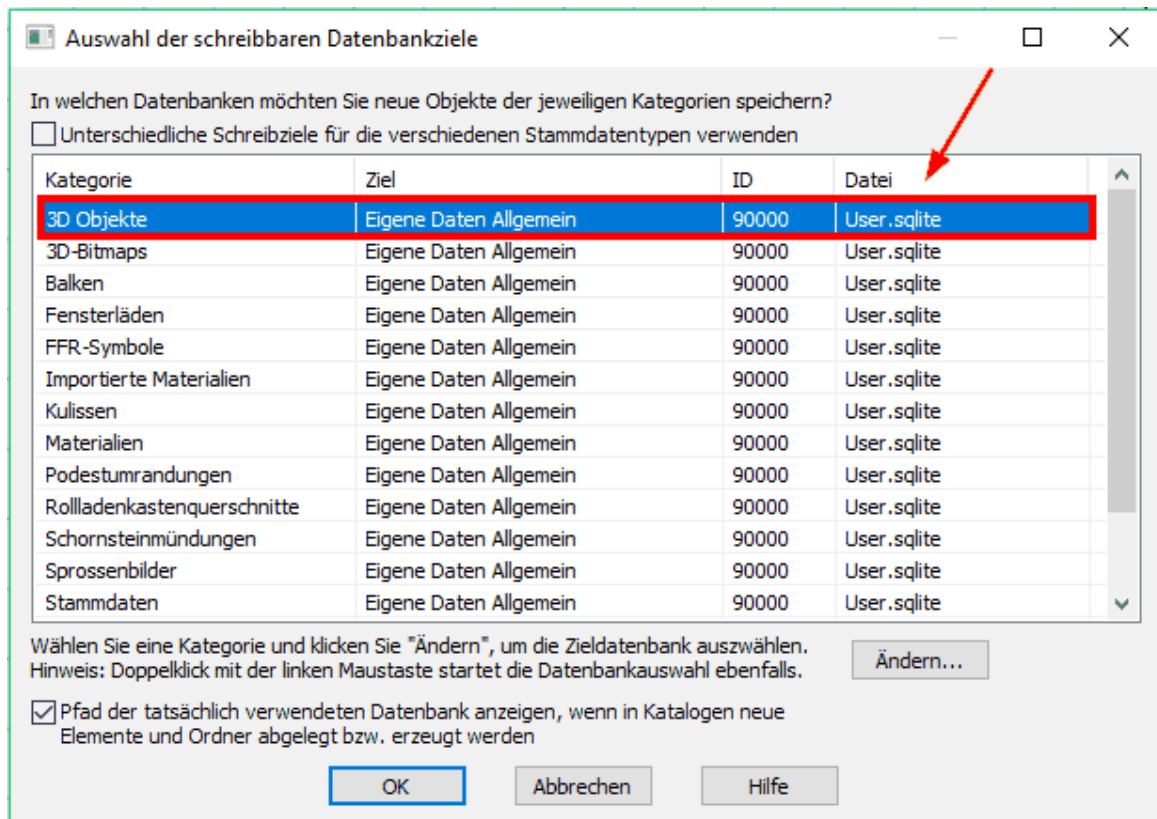 Auswahl der schreibbaren Datenbankziele
In welchen Datenbanken möchten Sie neue Objekte der jeweiligen Kategorien speichern?
Unterschiedliche Schreibziele für die verschiedenen Stammdatentypen verwenden
Kategorie Ziel ID Datei
3D Objekte Eigene Daten Allgemein 90000 User.sqlite
3D-Bitmaps Eigene Daten Allgemein 90000 User.sqlite
Balken Eigene Daten Allgemein 90000 User.sqlite
Fensterläden Eigene Daten Allgemein 90000 User.sqlite
FFR-Symbole Eigene Daten Allgemein 90000 User.sqlite
Importierte Materialien Eigene Daten Allgemein 90000 User.sqlite
Kulissen Eigene Daten Allgemein 90000 User.sqlite
Materialien Eigene Daten Allgemein 90000 User.sqlite
Podestumrandungen Eigene Daten Allgemein 90000 User.sqlite
Rollladenkastenquerschnitte Eigene Daten Allgemein 90000 User.sqlite
Schornsteinmündungen Eigene Daten Allgemein 90000 User.sqlite
Sprossenbilder Eigene Daten Allgemein 90000 User.sqlite
Stammdaten Eigene Daten Allgemein 90000 User.sqlite
Wählen Sie eine Kategorie und klicken Sie "Ändern", um die Zieldatenbank auszwählen.
Hinweis: Doppelklick mit der linken Maustaste startet die Datenbankauswahl ebenfalls.
Ändern...
Pfad der tatsächlich verwendeten Datenbank anzeigen, wenn in Katalogen neue
Elemente und Ordner abgelegt bzw. erzeugt werden
OK Abbrechen Hilfe